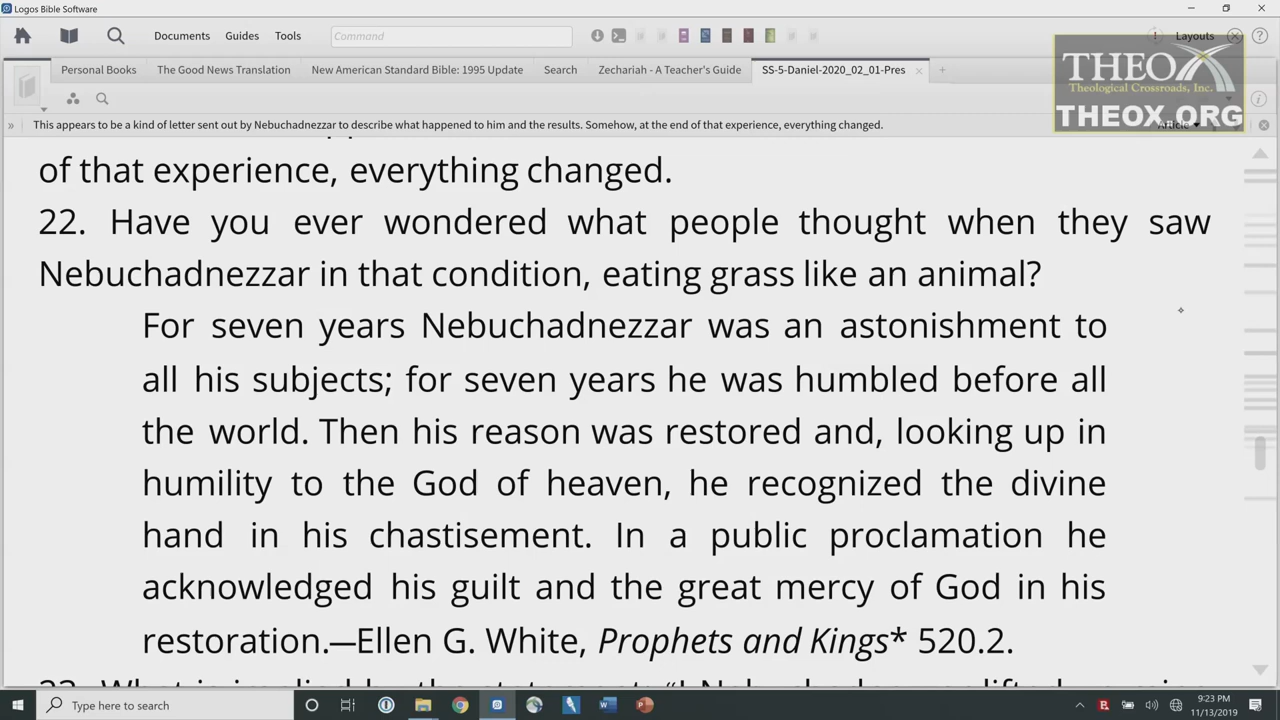 Logos Bible Software
Documents Guides Tools Command Layouts
THEOX
Theological Crossroads, Inc.
THEOX.ORG
Personal Books The Good News Translation New American Standard Bible: 1995 Update Search Zechariah - A Teacher's Guide SS-5-Daniel-2020_02_01-Pres
Article
This appears to be a kind of letter sent out by Nebuchadnezzar to describe what happened to him and the results. Somehow, at the end of that experience, everything changed.
of that experience, everything changed.
22. Have you ever wondered what people thought when they saw
Nebuchadnezzar in that condition, eating grass like an animal?
For seven years Nebuchadnezzar was an astonishment to
all his subjects; for seven years he was humbled before all
the world. Then his reason was restored and, looking up in
humility to the God of heaven, he recognized the divine
hand in his chastisement. In a public proclamation he
acknowledged his guilt and the great mercy of God in his
restoration.—Ellen G. White, Prophets and Kings* 520.2.
Type here to search
9:23 PM
11/13/2019